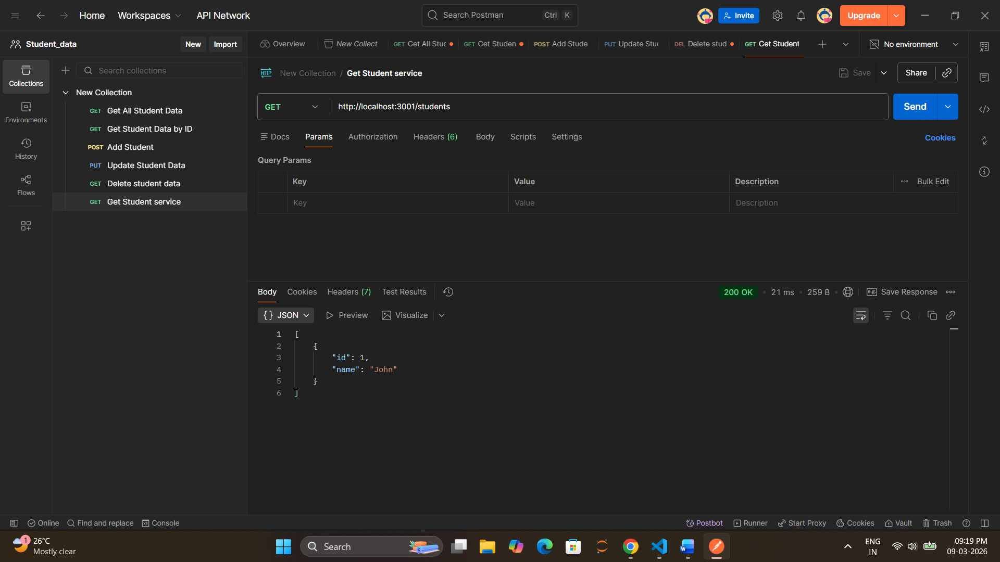 Home Workspaces API Network
Search Postman Ctrl K
Invite Upgrade
Student_data New Import
Overview New Collect GET Get All Stuc GET Get Studen POST Add Stude PUT Update Stu DEL Delete stud GET Get Student No environment
Collections
Environments
History
Flows
Search collections
New Collection
GET Get All Student Data
GET Get Student Data by ID
POST Add Student
PUT Update Student Data
GET Delete student data
GET Get Student service
HTTP New Collection / Get Student service Save Share
GET http://localhost:3001/students Send
Docs Params Authorization Headers (6) Body Scripts Settings Cookies
Query Params
Key Value Description Bulk Edit
Key Value Description
Body Cookies Headers (7) Test Results 200 OK 21 ms 259 B e.g. Save Response
{} JSON Preview Visualize
1 [
2 {
3 "id": 1,
4 "name": "John"
5 }
6 ]
Online Find and replace Console Postbot Runner Start Proxy Cookies Vault Trash
1 26°C
Mostly clear
Search
ENG
IN
09:19 PM
09-03-2026